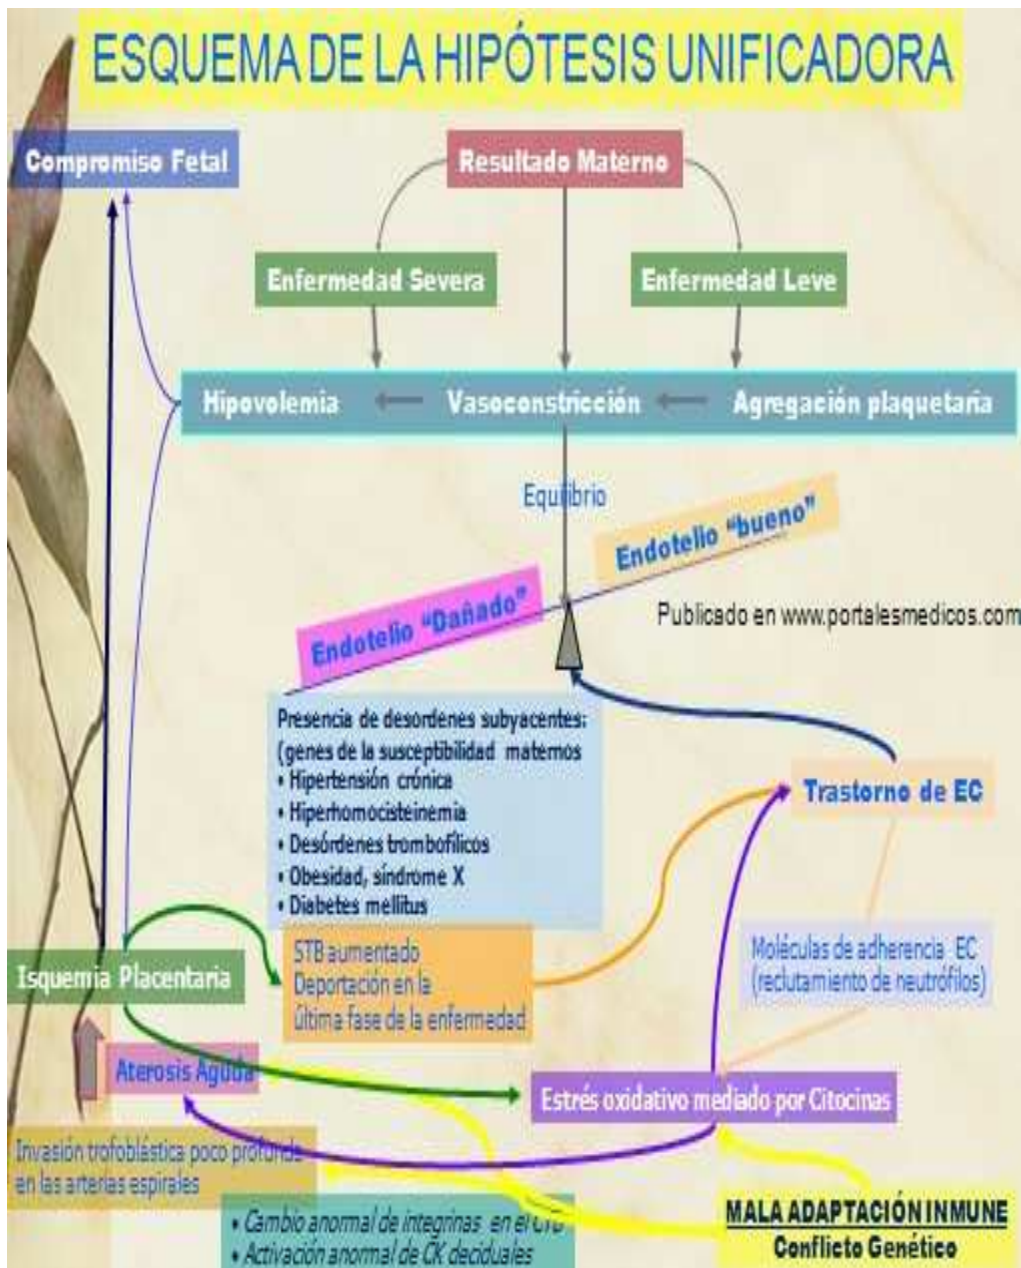 ESQUEMA DE LA HIPÓTESIS UNIFICADORA
Compromiso Fetal
Resultado Materno
Enfermedad Severa
Enfermedad Leve
Hipovolemia
Vasoconstricción
Agregación plaquetaria
Equilibrio
Endotelio “bueno”
Endotelio “Dañado”
Publicado en www.portalesmedicos.com
Presencia de desordenes subyacentes:
(genes de la susceptibilidad maternos
• Hipertensión crónica
• Hiperhomocisteinemia
• Desórdenes trombofílicos
• Obesidad, síndrome X
• Diabetes mellitus
Trastorno de EC
Isquemia Placentaria
STB aumentado
Deportación en la
última fase de la enfermedad
Moléculas de adherencia EC
(reclutamiento de neutrófilos)
Aterosis Aguda
Estrés oxidativo mediado por Citocinas
Invasión trofoblástica poco profunda
en las arterias espirales
• Cambio anormal de integrinas en el CTB
• Activación anormal de CK deciduales
MALA ADAPTACIÓN INMUNE
Conflicto Genético